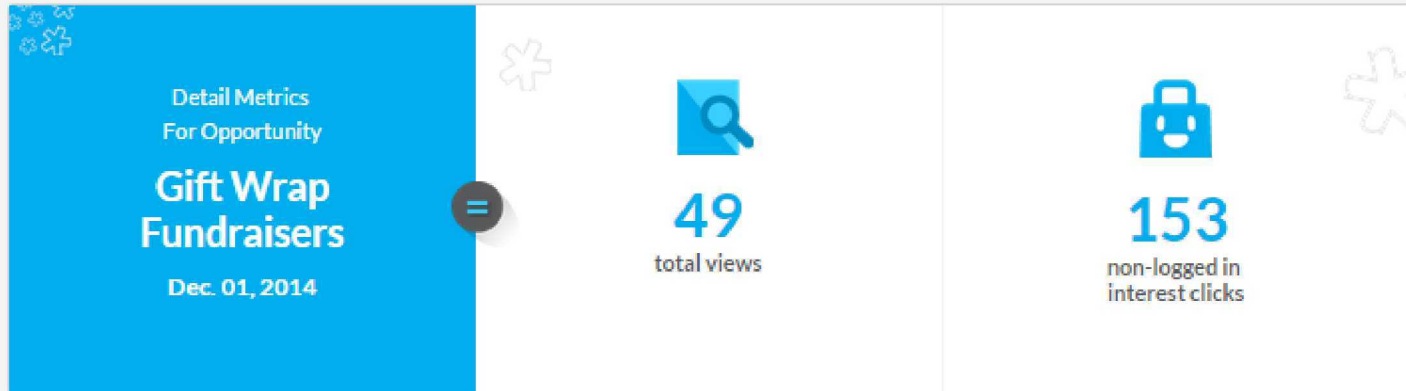 Detail Metrics
For Opportunity
Gift Wrap
Fundraisers
Dec. 01, 2014
=
49
total views
153
non-logged in
interest clicks